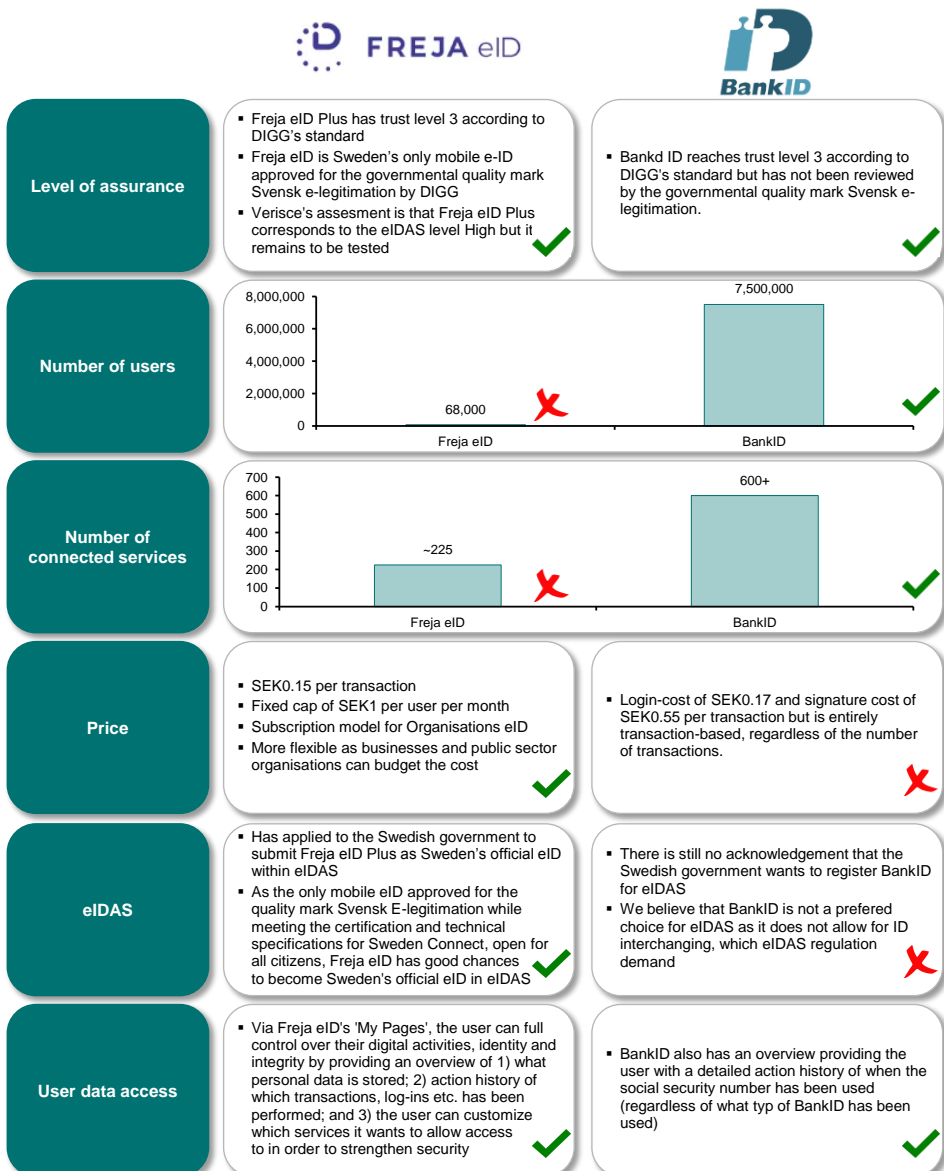 FREJA eID
BankID
Level of assurance
▪ Freja eID Plus has trust level 3 according to
DIGG's standard
▪ Freja eID is Sweden's only mobile e-ID
approved for the governmental quality mark
Svensk e-legitimation by DIGG
▪ Verisce's assesment is that Freja eID Plus
corresponds to the eIDAS level High but it
remains to be tested
▪ Bankd ID reaches trust level 3 according to
DIGG's standard but has not been reviewed
by the governmental quality mark Svensk e-
legitimation.
Number of users
8,000,000
6,000,000
4,000,000
2,000,000
0
68,000
7,500,000
Freja eID
BankID
Number of
connected services
700
600
500
400
300
200
100
0
~225
600+
Freja eID
BankID
Price
▪ SEK0.15 per transaction
▪ Fixed cap of SEK1 per user per month
▪ Subscription model for Organisations eID
▪ More flexible as businesses and public sector
organisations can budget the cost
▪ Login-cost of SEK0.17 and signature cost of
SEK0.55 per transaction but is entirely
transaction-based, regardless of the number
of transactions.
eIDAS
▪ Has applied to the Swedish government to
submit Freja eID Plus as Sweden's official eID
within eIDAS
▪ As the only mobile eID approved for the
quality mark Svensk E-legitimation while
meeting the certification and technical
specifications for Sweden Connect, open for
all citizens, Freja eID has good chances
to become Sweden's official eID in eIDAS
▪ There is still no acknowledgement that the
Swedish government wants to register BankID
for eIDAS
▪ We believe that BankID is not a prefered
choice for eIDAS as it does not allow for ID
interchanging, which eIDAS regulation
demand
User data access
▪ Via Freja eID's 'My Pages', the user can full
control over their digital activities, identity and
integrity by providing an overview of 1) what
personal data is stored; 2) action history of
which transactions, log-ins etc. has been
performed; and 3) the user can customize
which services it wants to allow access
to in order to strengthen security
▪ BankID also has an overview providing the
user with a detailed action history of when the
social security number has been used
(regardless of what typ of BankID has been
used)